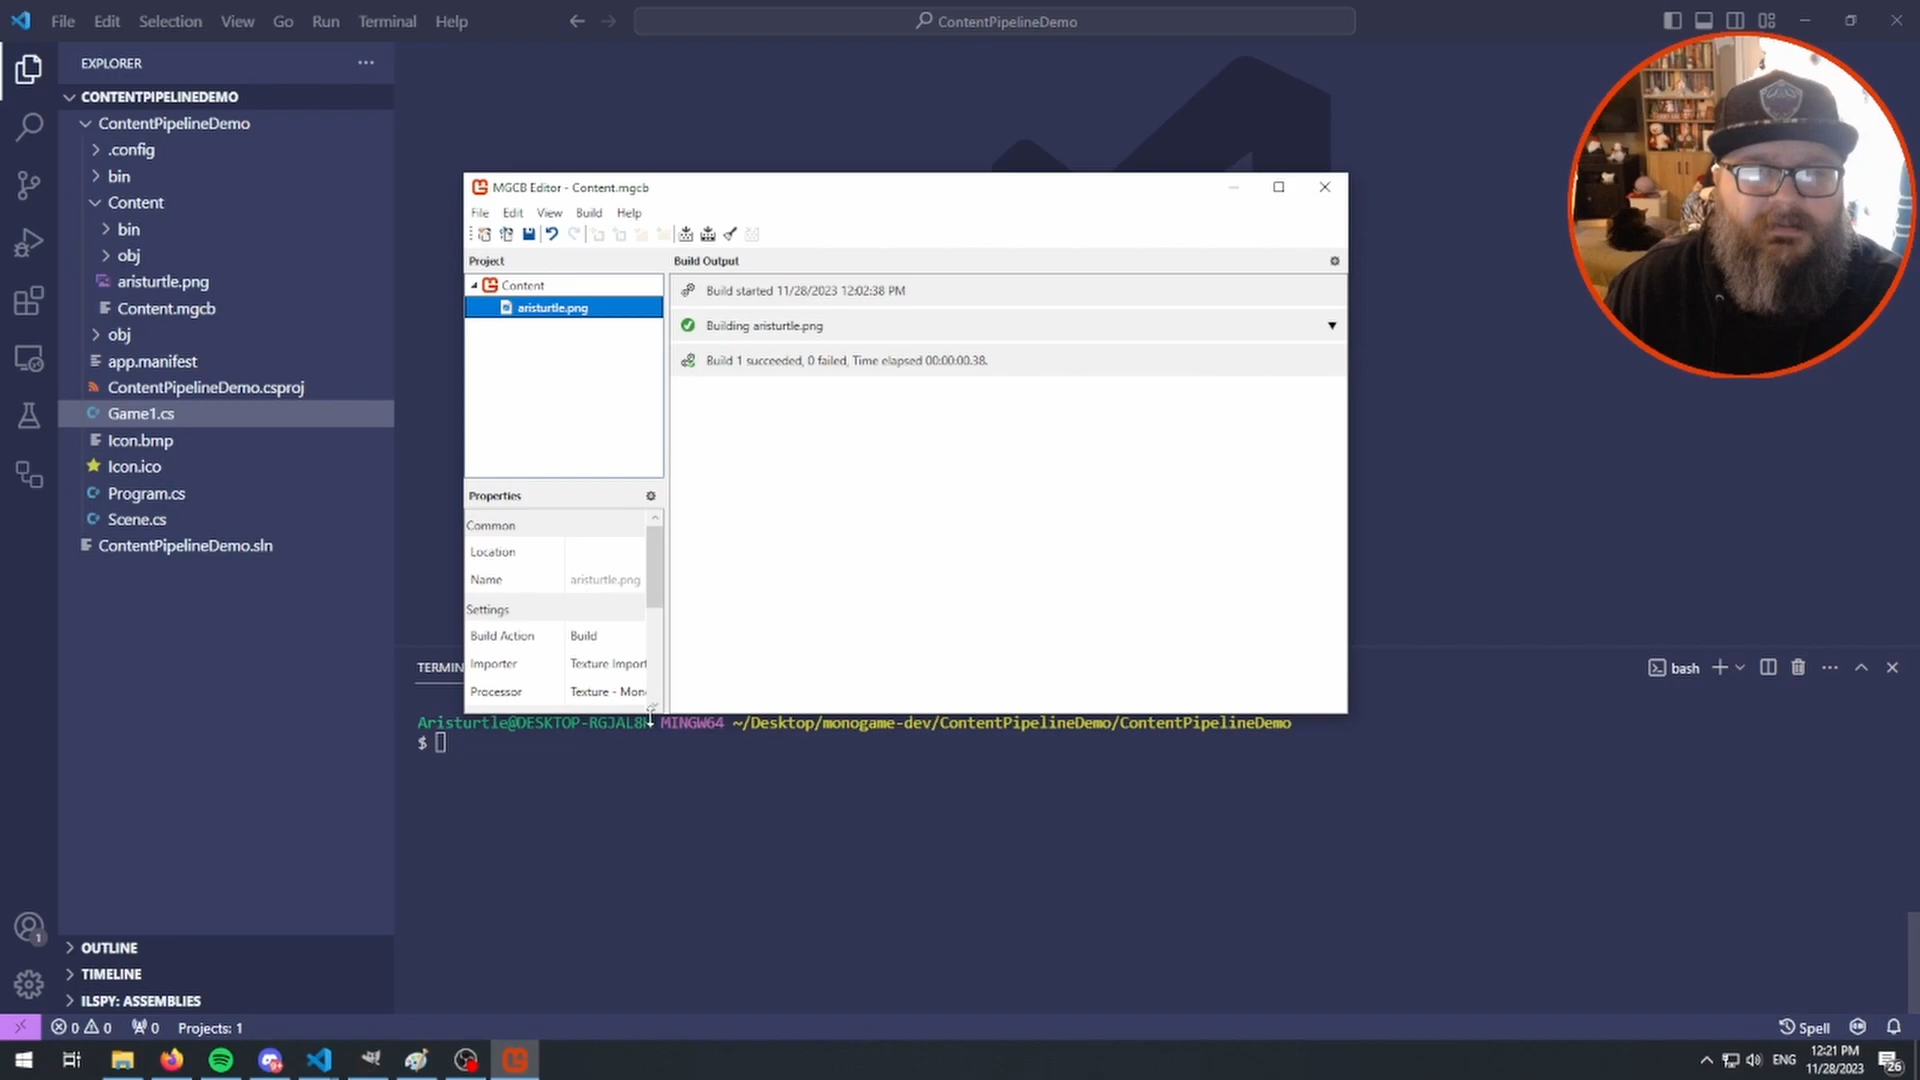 File Edit Selection View Go Run Terminal Help
ContentPipelineDemo
EXPLORER
CONTENTPIPELINEDEMO
ContentPipelineDemo
.config
bin
Content
bin
obj
aristurtle.png
Content.mgcb
obj
app.manifest
ContentPipelineDemo.csproj
Game1.cs
Icon.bmp
Icon.ico
Program.cs
Scene.cs
ContentPipelineDemo.sln
OUTLINE
TIMELINE
ILSPY: ASSEMBLIES
MGCB Editor - Content.mgcb
File Edit View Build Help
Project
Content
aristurtle.png
Properties
Common
Location
Name aristurtle.png
Settings
Build Action Build
Importer Texture Import
Processor Texture - Mon
Build Output
Build started 11/28/2023 12:02:38 PM
Building aristurtle.png
Build 1 succeeded, 0 failed, Time elapsed 00:00:00.38.
TERMIN
bash
Aristurtle@DESKTOP-RGJAL8 MINGW64 ~/Desktop/monogame-dev/ContentPipelineDemo/ContentPipelineDemo
$
1
0 0 0 Projects: 1
Spell
ENG
12:21 PM
11/28/2023
26